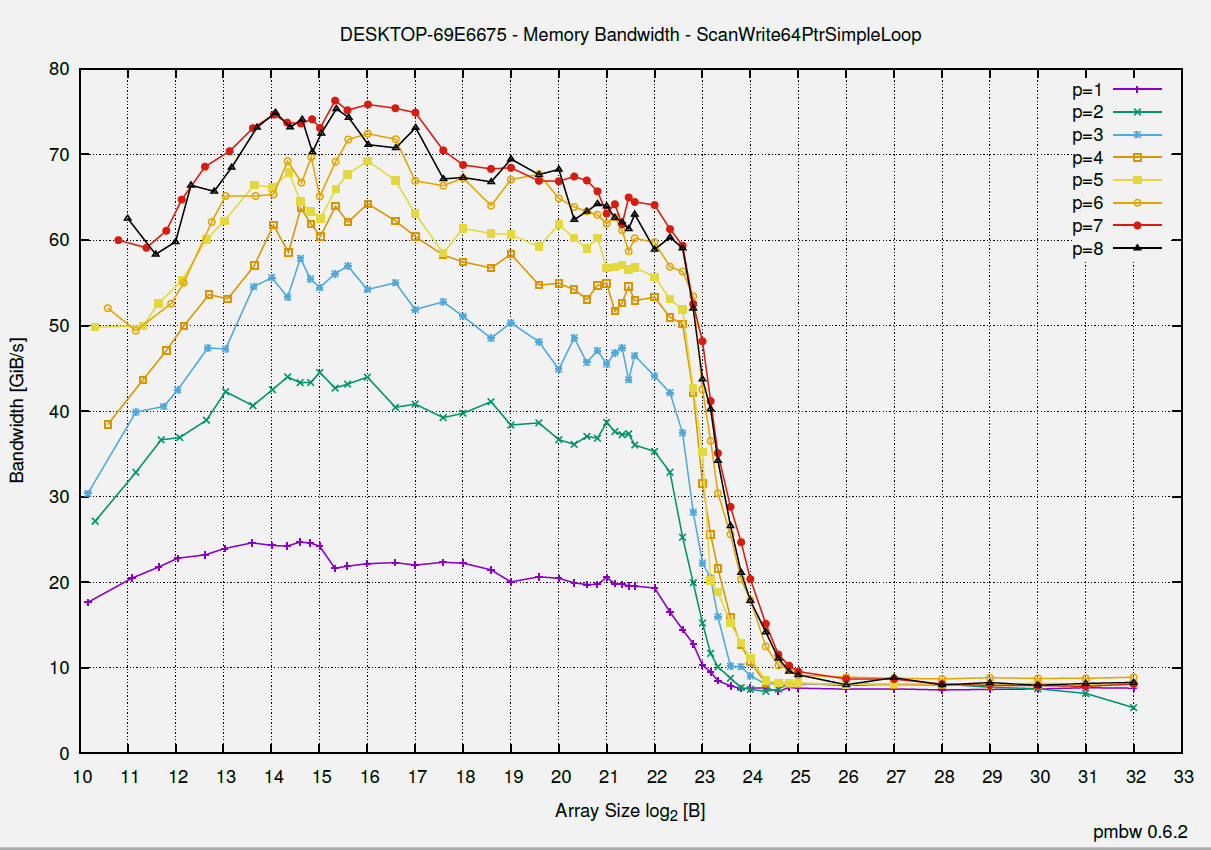 DESKTOP-69E6675 - Memory Bandwidth - ScanWrite64PtrSimpleLoop
80
70
60
50
40
30
20
10
0
Bandwidth [GiB/s]
p=1
p=2
p=3
p=4
p=5
p=6
p=7
p=8
10 11 12 13 14 15 16 17 18 19 20 21 22 23 24 25 26 27 28 29 30 31 32 33
Array Size log2 [B]
pmbw 0.6.2